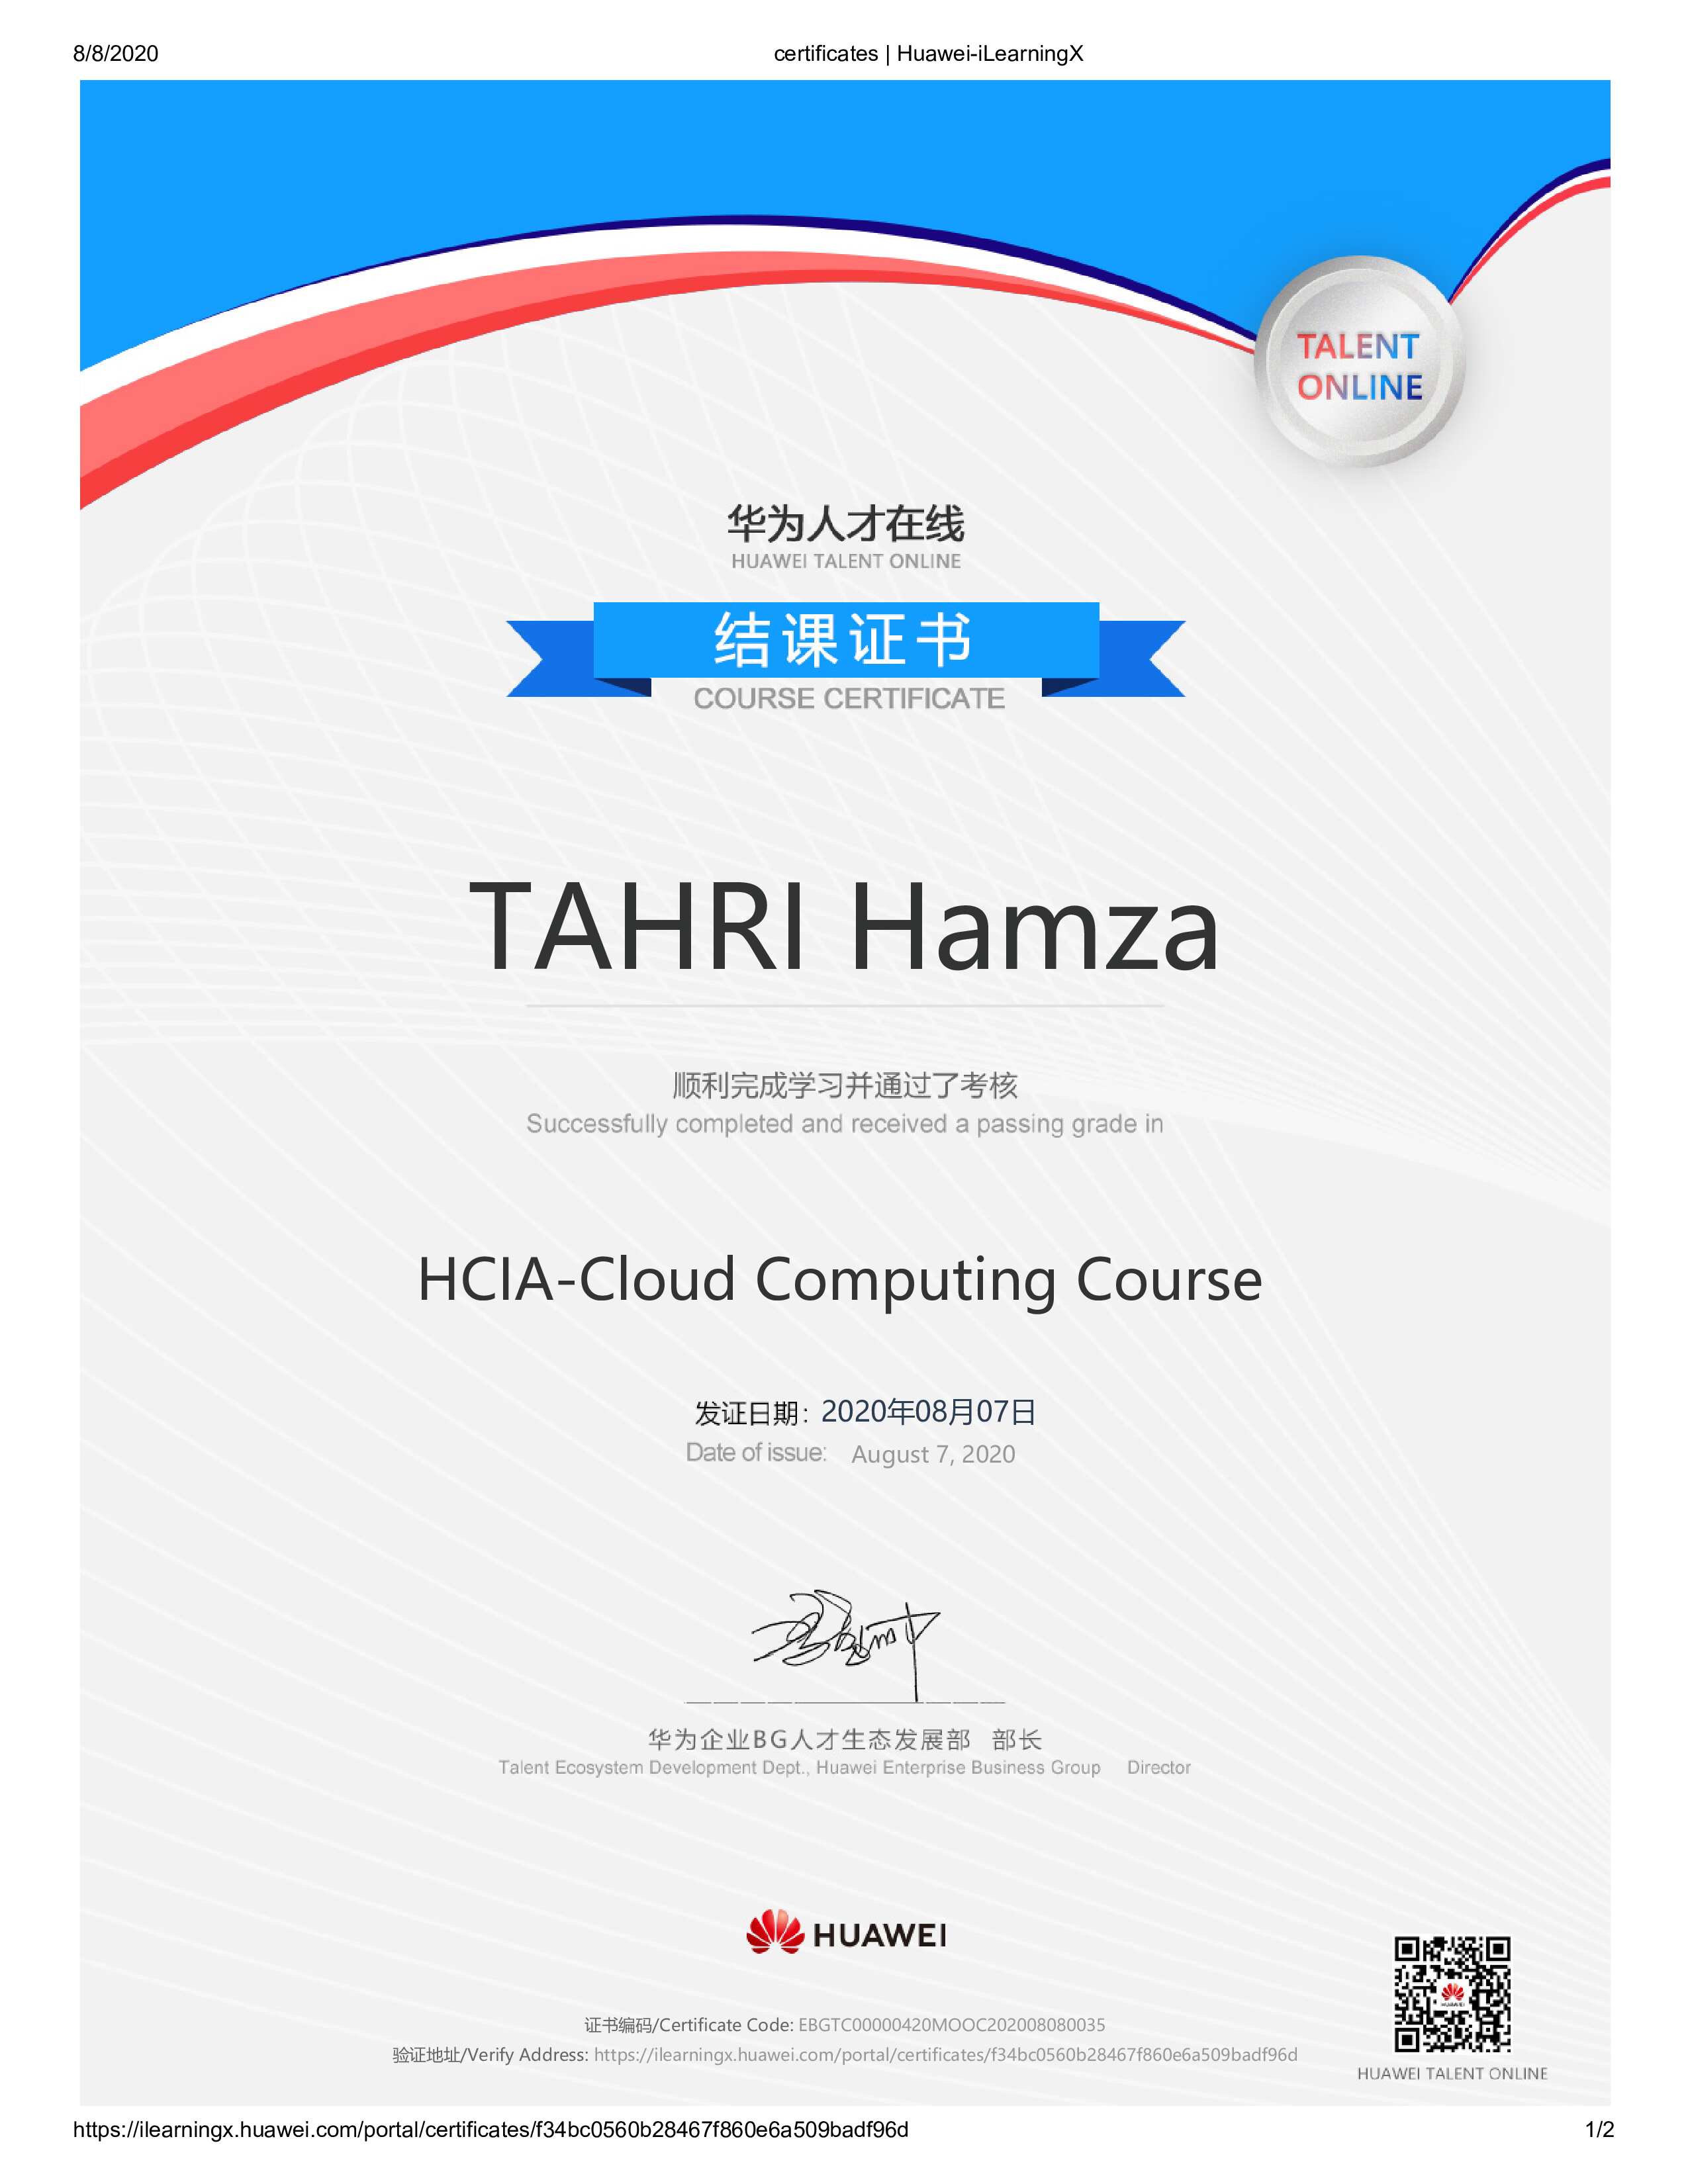 8/8/2020
certificates | Huawei-iLearningX
TALENT
ONLINE
华为人才在线
HUAWEI TALENT ONLINE
结课证书
COURSE CERTIFICATE
TAHRI Hamza
顺利完成学习并通过了考核
Successfully completed and received a passing grade in
HCIA-Cloud Computing Course
发证日期：2020年08月07日
Date of issue: August 7, 2020
华为企业BG人才生态发展部 部长
Talent Ecosystem Development Dept., Huawei Enterprise Business Group Director
HUAWEI
证书编码/Certificate Code: EBGTC00000420MOOC202008080035
验证地址/Verify Address: https://ilearningx.huawei.com/portal/certificates/f34bc0560b28467f860e6a509badf96d
HUAWEI
HUAWEI TALENT ONLINE
https://ilearningx.huawei.com/portal/certificates/f34bc0560b28467f860e6a509badf96d
1/2